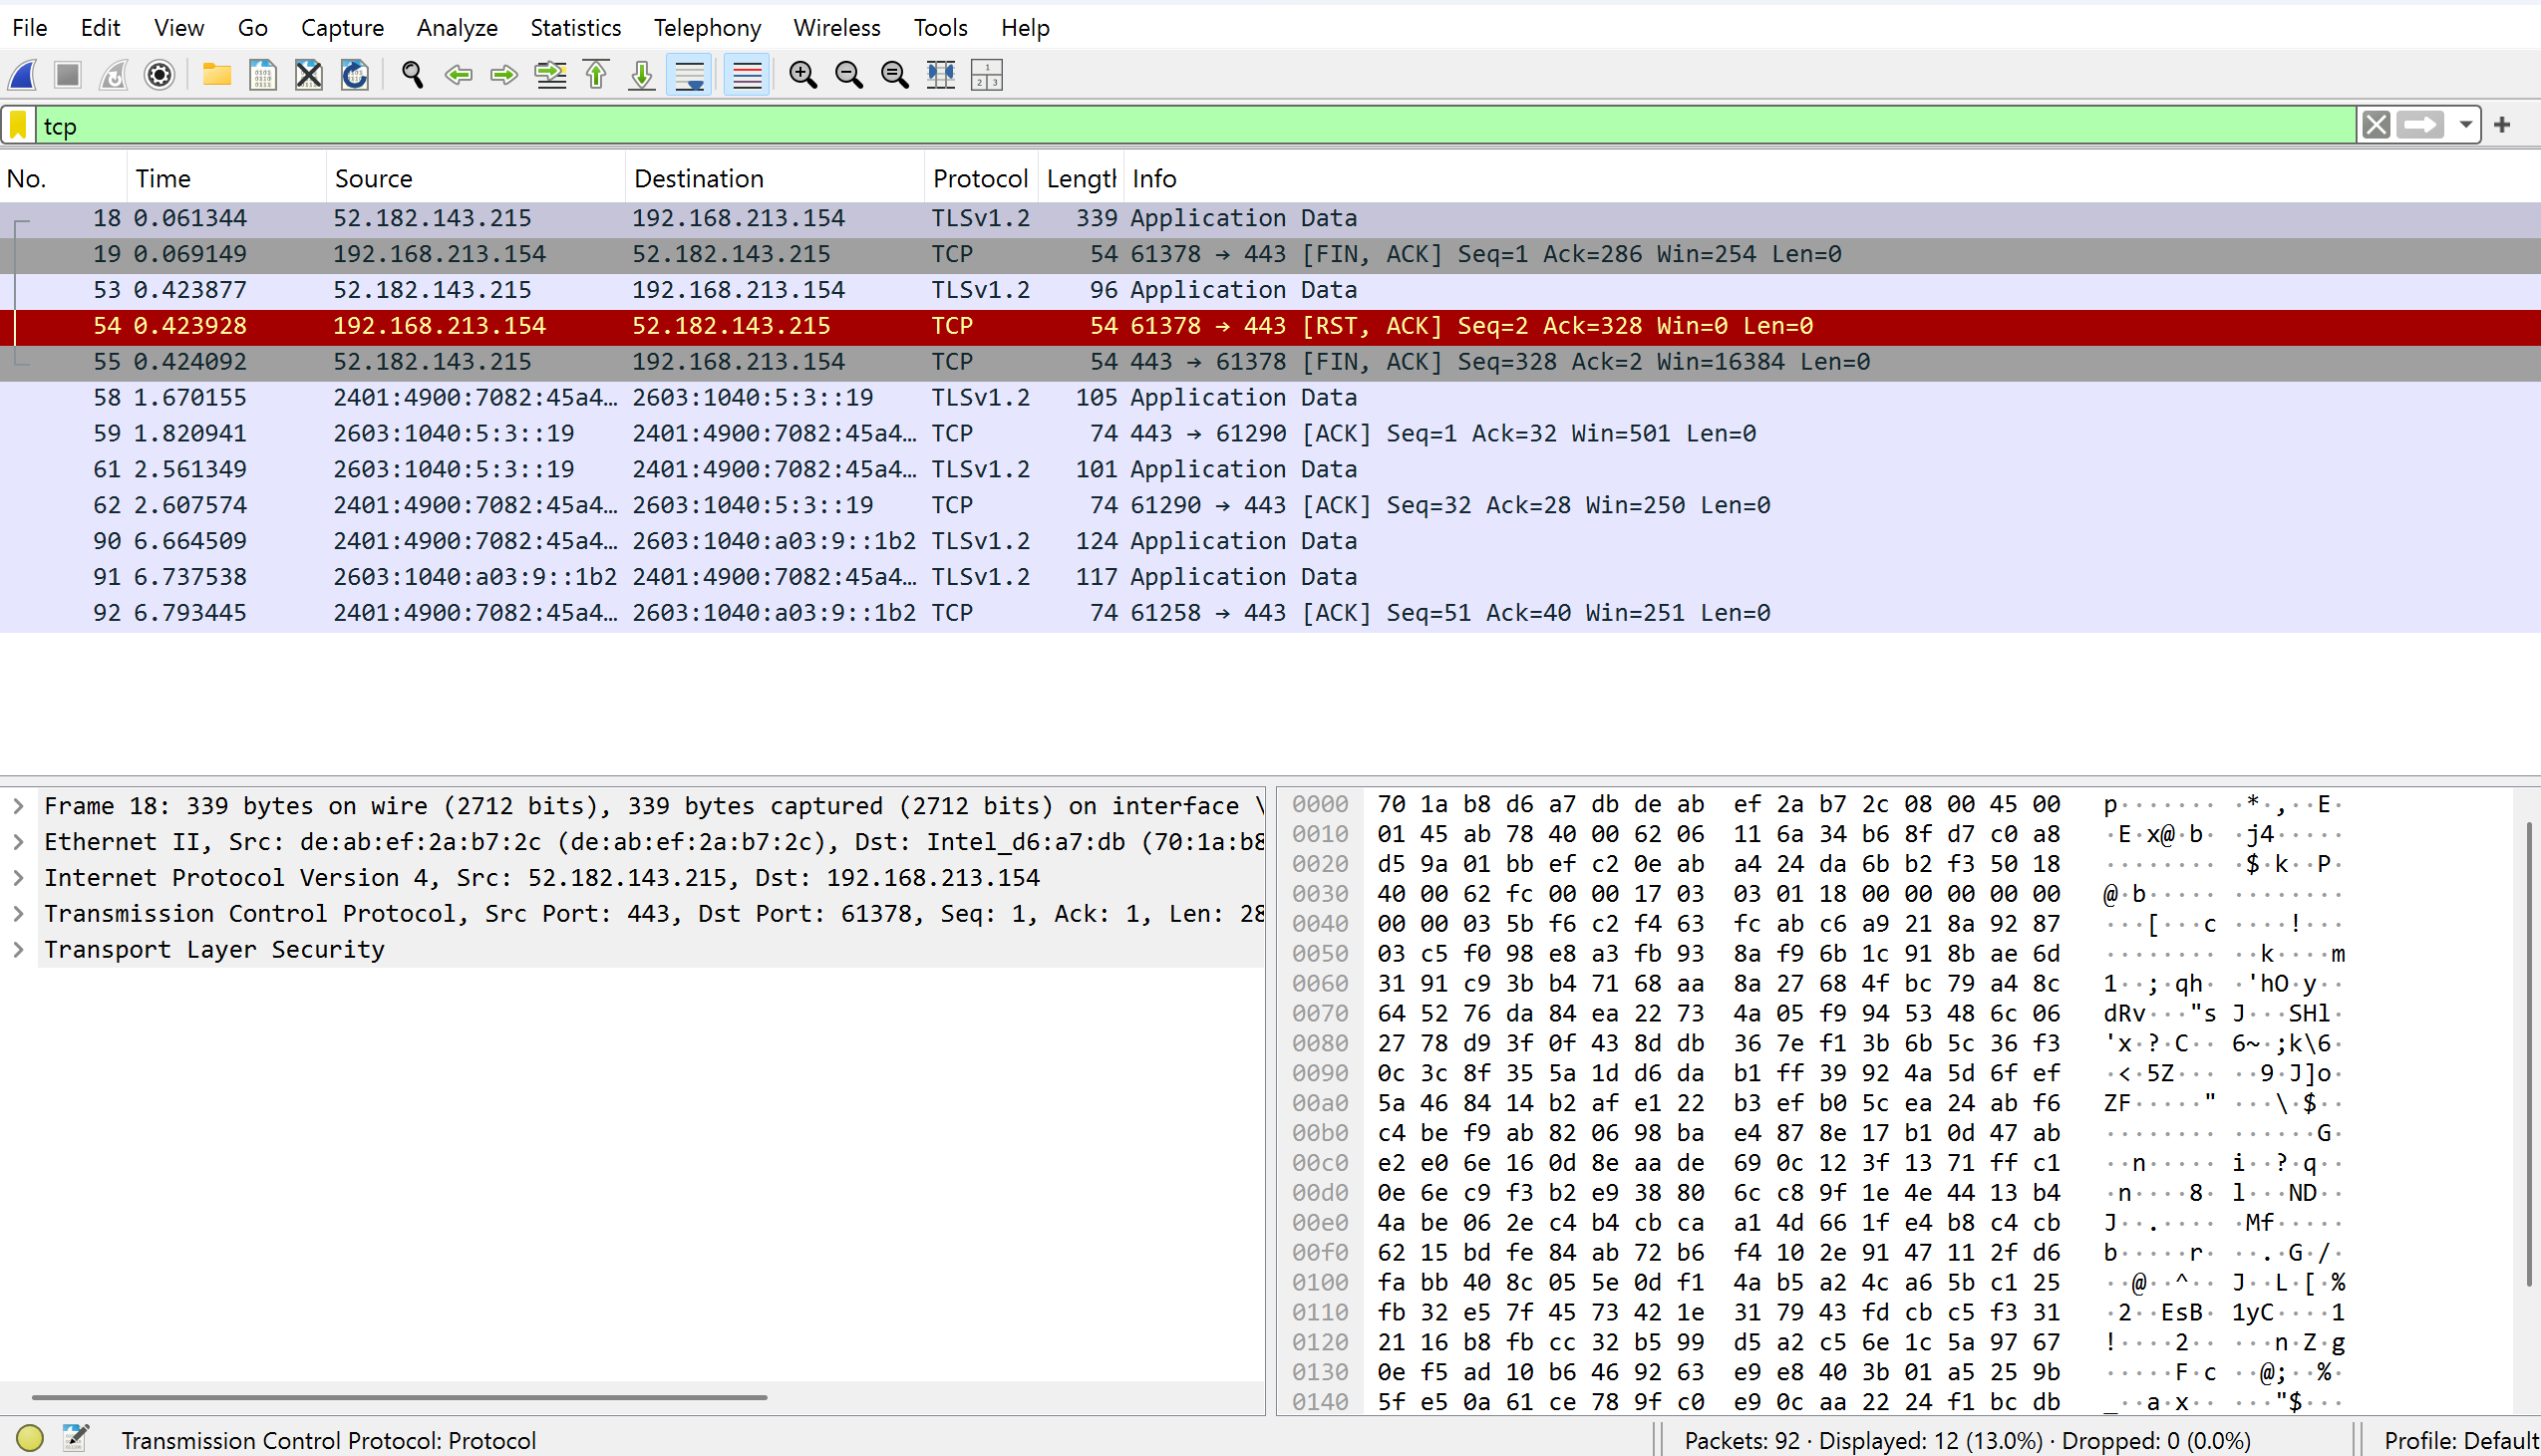 File Edit View Go Capture Analyze Statistics Telephony Wireless Tools Help
tcp
No. Time Source Destination Protocol Length Info
18 0.061344 52.182.143.215 192.168.213.154 TLSv1.2 339 Application Data
19 0.069149 192.168.213.154 52.182.143.215 TCP 54 61378 → 443 [FIN, ACK] Seq=1 Ack=286 Win=254 Len=0
53 0.423877 52.182.143.215 192.168.213.154 TLSv1.2 96 Application Data
54 0.423928 192.168.213.154 52.182.143.215 TCP 54 61378 → 443 [RST, ACK] Seq=2 Ack=328 Win=0 Len=0
55 0.424092 52.182.143.215 192.168.213.154 TCP 54 443 → 61378 [FIN, ACK] Seq=328 Ack=2 Win=16384 Len=0
58 1.670155 2401:4900:7082:45a4… 2603:1040:5:3::19 TLSv1.2 105 Application Data
59 1.820941 2603:1040:5:3::19 2401:4900:7082:45a4… TCP 74 443 → 61290 [ACK] Seq=1 Ack=32 Win=501 Len=0
61 2.561349 2603:1040:5:3::19 2401:4900:7082:45a4… TLSv1.2 101 Application Data
62 2.607574 2401:4900:7082:45a4… 2603:1040:5:3::19 TCP 74 61290 → 443 [ACK] Seq=32 Ack=28 Win=250 Len=0
90 6.664509 2401:4900:7082:45a4… 2603:1040:a03:9::1b2 TLSv1.2 124 Application Data
91 6.737538 2603:1040:a03:9::1b2 2401:4900:7082:45a4… TLSv1.2 117 Application Data
92 6.793445 2401:4900:7082:45a4… 2603:1040:a03:9::1b2 TCP 74 61258 → 443 [ACK] Seq=51 Ack=40 Win=251 Len=0
Frame 18: 339 bytes on wire (2712 bits), 339 bytes captured (2712 bits) on interface \
Ethernet II, Src: de:ab:ef:2a:b7:2c (de:ab:ef:2a:b7:2c), Dst: Intel_d6:a7:db (70:1a:b8
Internet Protocol Version 4, Src: 52.182.143.215, Dst: 192.168.213.154
Transmission Control Protocol, Src Port: 443, Dst Port: 61378, Seq: 1, Ack: 1, Len: 28
Transport Layer Security
0000 70 1a b8 d6 a7 db de ab ef 2a b7 2c 08 00 45 00 p······· ·*·,··E·
0010 01 45 ab 78 40 00 62 06 11 6a 34 b6 8f d7 c0 a8 ·E·x@·b· ·j4·····
0020 d5 9a 01 bb ef c2 0e ab a4 24 da 6b b2 f3 50 18 ········ ·$·k··P·
0030 40 00 62 fc 00 00 17 03 03 01 18 00 00 00 00 00 @·b····· ········
0040 00 00 03 5b f6 c2 f4 63 fc ab c6 a9 21 8a 92 87 ···[···c ····!···
0050 03 c5 f0 98 e8 a3 fb 93 8a f9 6b 1c 91 8b ae 6d ········ ··k····m
0060 31 91 c9 3b b4 71 68 aa 8a 27 68 4f bc 79 a4 8c 1··;·qh· ·'hO·y··
0070 64 52 76 da 84 ea 22 73 4a 05 f9 94 53 48 6c 06 dRv···"s J···SHl·
0080 27 78 d9 3f 0f 43 8d db 36 7e f1 3b 6b 5c 36 f3 'x·?·C·· 6~·;k\6·
0090 0c 3c 8f 35 5a 1d d6 da b1 ff 39 92 4a 5d 6f ef ·<·5Z··· ··9·J]o·
00a0 5a 46 84 14 b2 af e1 22 b3 ef b0 5c ea 24 ab f6 ZF·····" ···\·$··
00b0 c4 be f9 ab 82 06 98 ba e4 87 8e 17 b1 0d 47 ab ········ ······G·
00c0 e2 e0 6e 16 0d 8e aa de 69 0c 12 3f 13 71 ff c1 ··n····· i··?·q··
00d0 0e 6e c9 f3 b2 e9 38 80 6c c8 9f 1e 4e 44 13 b4 ·n····8· l···ND··
00e0 4a be 06 2e c4 b4 cb ca a1 4d 66 1f e4 b8 c4 cb J··.···· ·Mf·····
00f0 62 15 bd fe 84 ab 72 b6 f4 10 2e 91 47 11 2f d6 b·····r· ··.·G·/·
0100 fa bb 40 8c 05 5e 0d f1 4a b5 a2 4c a6 5b c1 25 ··@··^·· J··L·[·%
0110 fb 32 e5 7f 45 73 42 1e 31 79 43 fd cb c5 f3 31 ·2··EsB· 1yC····1
0120 21 16 b8 fb cc 32 b5 99 d5 a2 c5 6e 1c 5a 97 67 !····2·· ···n·Z·g
0130 0e f5 ad 10 b6 46 92 63 e9 e8 40 3b 01 a5 25 9b ·····F·c ··@;··%·
0140 5f e5 0a 61 ce 78 9f c0 e9 0c aa 22 24 f1 bc db _··a·x·· ···"$···
Transmission Control Protocol: Protocol
Packets: 92 · Displayed: 12 (13.0%) · Dropped: 0 (0.0%)
Profile: Default